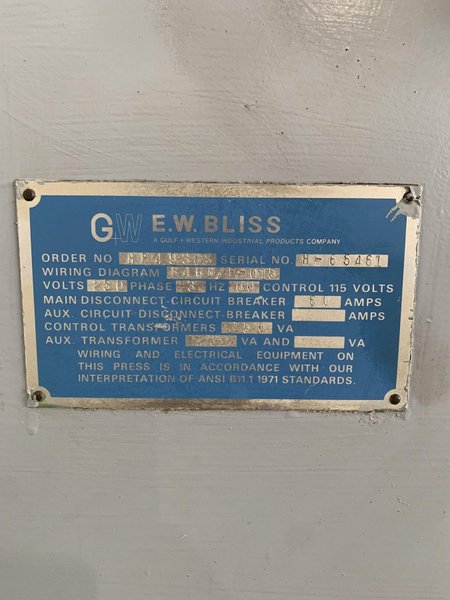 GW E.W. BLISS
A GULF + WESTERN INDUSTRIAL PRODUCTS COMPANY
ORDER NO. SERIAL NO. H-65461
WIRING DIAGRAM
VOLTS 230 PHASE 3 HZ 60 CONTROL 115 VOLTS
MAIN DISCONNECT-CIRCUIT BREAKER AMPS
AUX. CIRCUIT DISCONNECT-BREAKER AMPS
CONTROL TRANSFORMERS VA
AUX. TRANSFORMER VA AND VA
WIRING AND ELECTRICAL EQUIPMENT ON
THIS PRESS IS IN ACCORDANCE WITH OUR
INTERPRETATION OF ANSI B11.1 1971 STANDARDS.